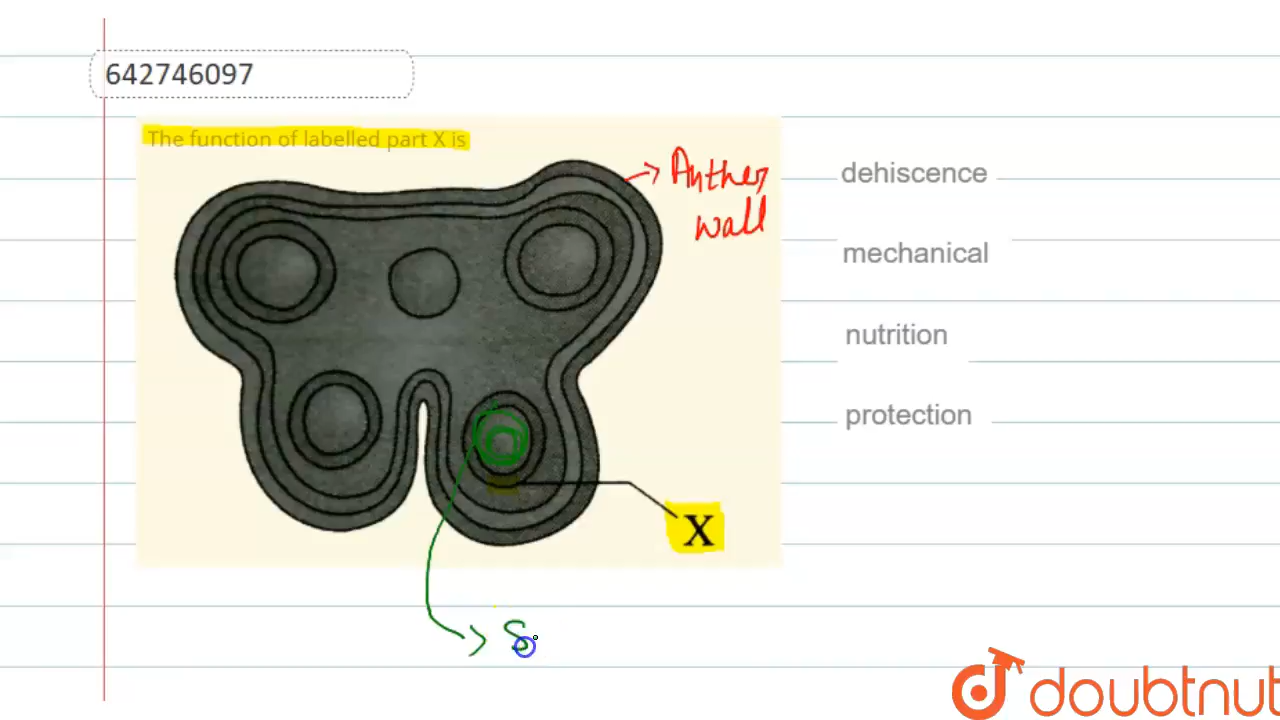 642746097
The function of labelled part X is
Anther
wall
dehiscence
mechanical
nutrition
protection
X
S
doubtnut